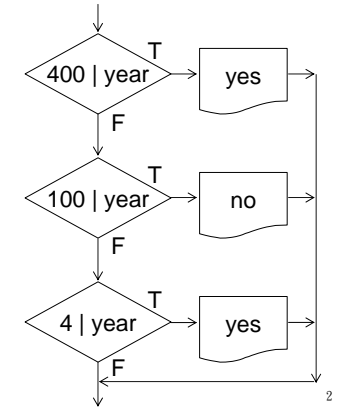 T
400 | year
yes
F
T
100 | year
no
F
T
4 | year
yes
F
2